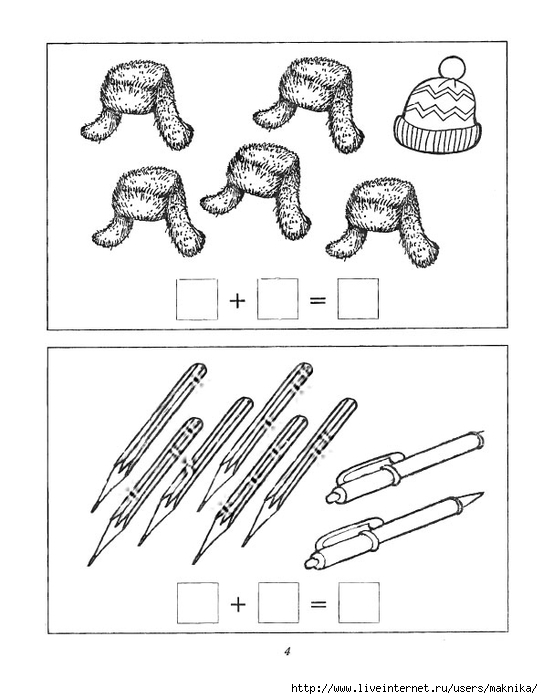 + =
+ =
4
http://www.liveinternet.ru/users/maknika/